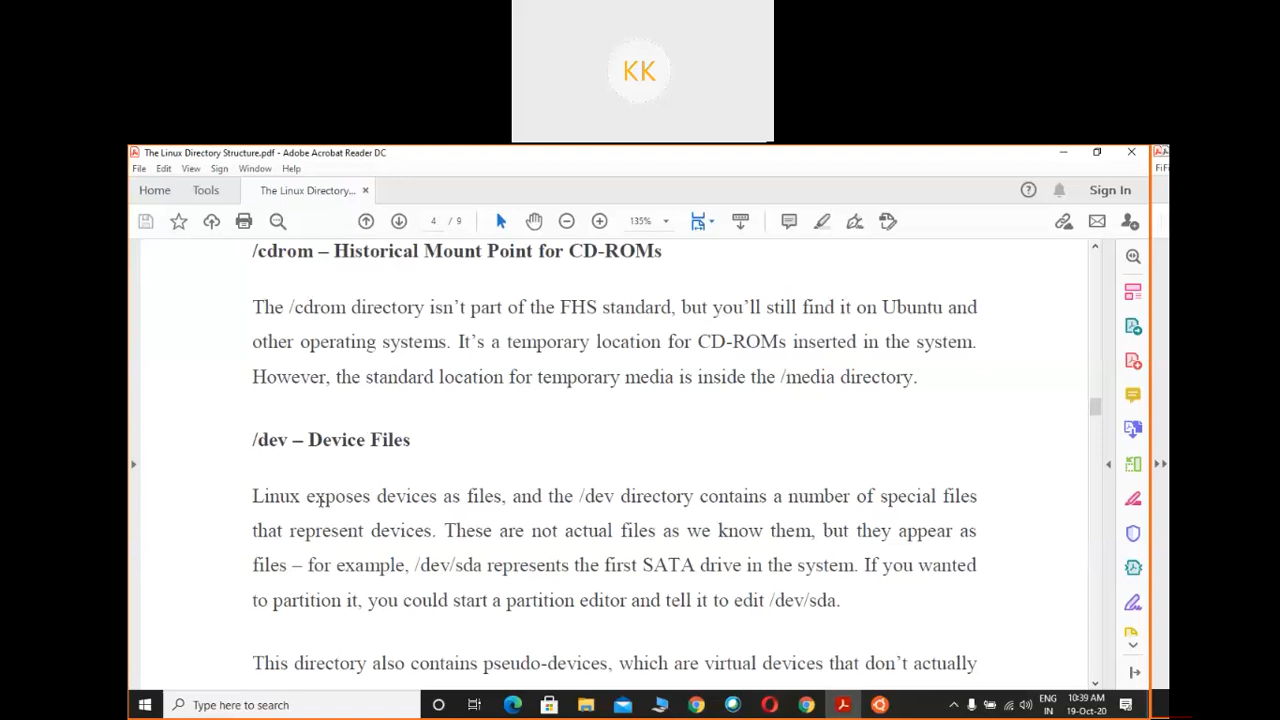 KK
The Linux Directory Structure.pdf - Adobe Acrobat Reader DC
File Edit View Sign Window Help
FiFi
Home Tools The Linux Directory... × Sign In
4 / 9 135%
/cdrom – Historical Mount Point for CD-ROMs
The /cdrom directory isn’t part of the FHS standard, but you’ll still find it on Ubuntu and
other operating systems. It’s a temporary location for CD-ROMs inserted in the system.
However, the standard location for temporary media is inside the /media directory.
/dev – Device Files
Linux exposes devices as files, and the /dev directory contains a number of special files
that represent devices. These are not actual files as we know them, but they appear as
files – for example, /dev/sda represents the first SATA drive in the system. If you wanted
to partition it, you could start a partition editor and tell it to edit /dev/sda.
This directory also contains pseudo-devices, which are virtual devices that don’t actually
Type here to search
ENG
IN
10:39 AM
19-Oct-20